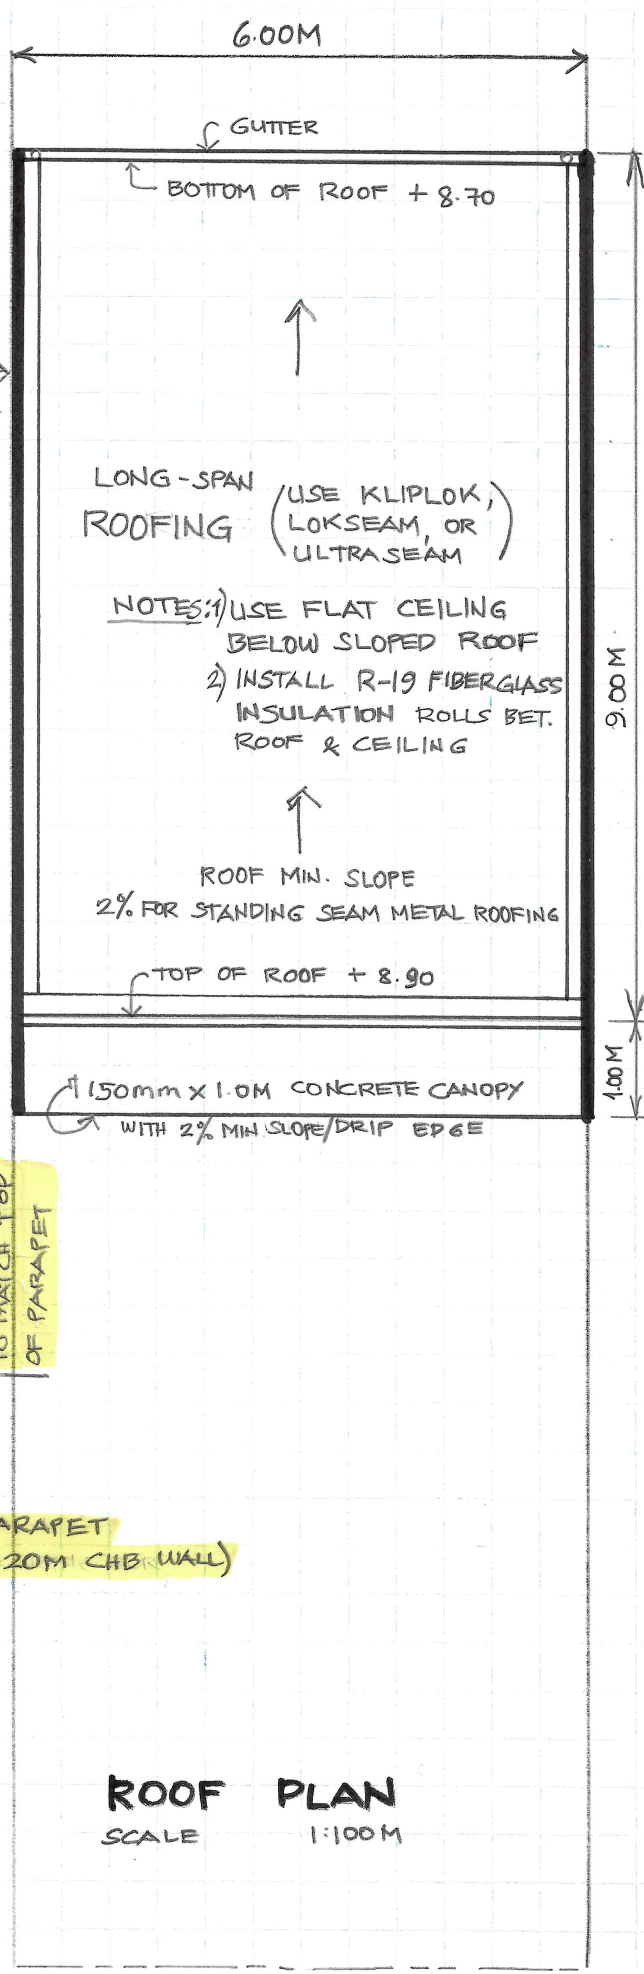 6.00M
GUTTER
BOTTOM OF ROOF + 8.70
LONG-SPAN
ROOFING
(USE KLIPLOK,
LOKSEAM, OR
ULTRASEAM)
NOTES: 1) USE FLAT CEILING
BELOW SLOPED ROOF
2) INSTALL R-19 FIBERGLASS
INSULATION ROLLS BET.
ROOF & CEILING
9.00 M
ROOF MIN. SLOPE
2% FOR STANDING SEAM METAL ROOFING
TOP OF ROOF + 8.90
1.00 M
150mm X 1.0M CONCRETE CANOPY
WITH 2% MIN. SLOPE/DRIP EDGE
TO MATCH TOP
OF PARAPET
ARAPET
20M CHB WALL)
ROOF PLAN
SCALE 1:100M